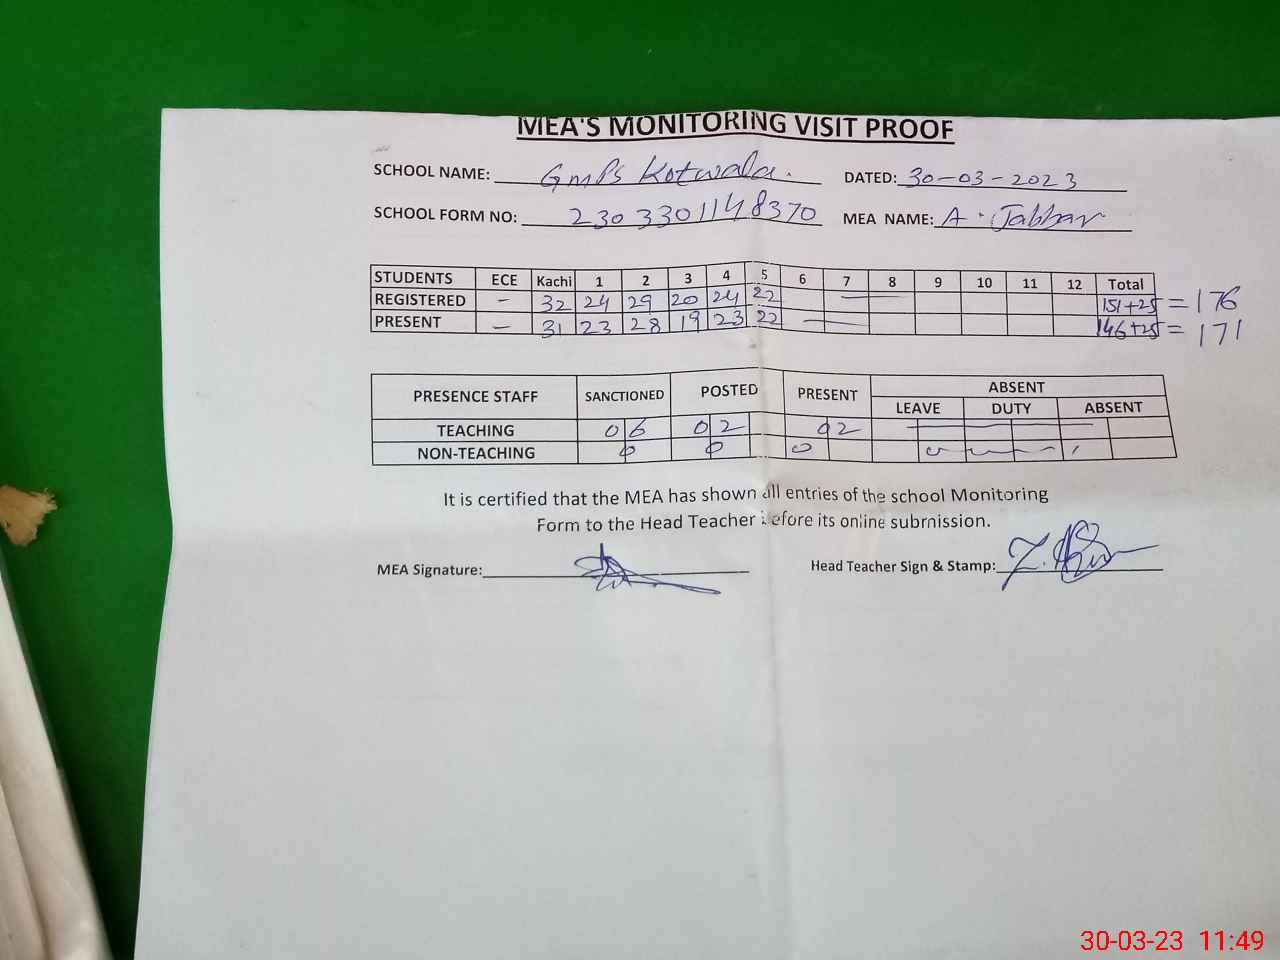 MEA'S MONITORING VISIT PROOF
SCHOOL NAME: GMPS Kotwala. DATED: 30-03-2023
SCHOOL FORM NO: 2303301148370 MEA NAME: A. Jabbar
STUDENTS ECE Kachi 1 2 3 4 5 6 7 8 9 10 11 12 Total
REGISTERED - 32 24 29 20 24 22 151+25 = 176
PRESENT - 31 23 28 19 23 22 146+25 = 171
PRESENCE STAFF SANCTIONED POSTED PRESENT ABSENT
LEAVE DUTY ABSENT
TEACHING 06 02 02
NON-TEACHING 0 0 0
It is certified that the MEA has shown all entries of the school Monitoring
Form to the Head Teacher before its online submission.
MEA Signature: Head Teacher Sign & Stamp:
30-03-23 11:49